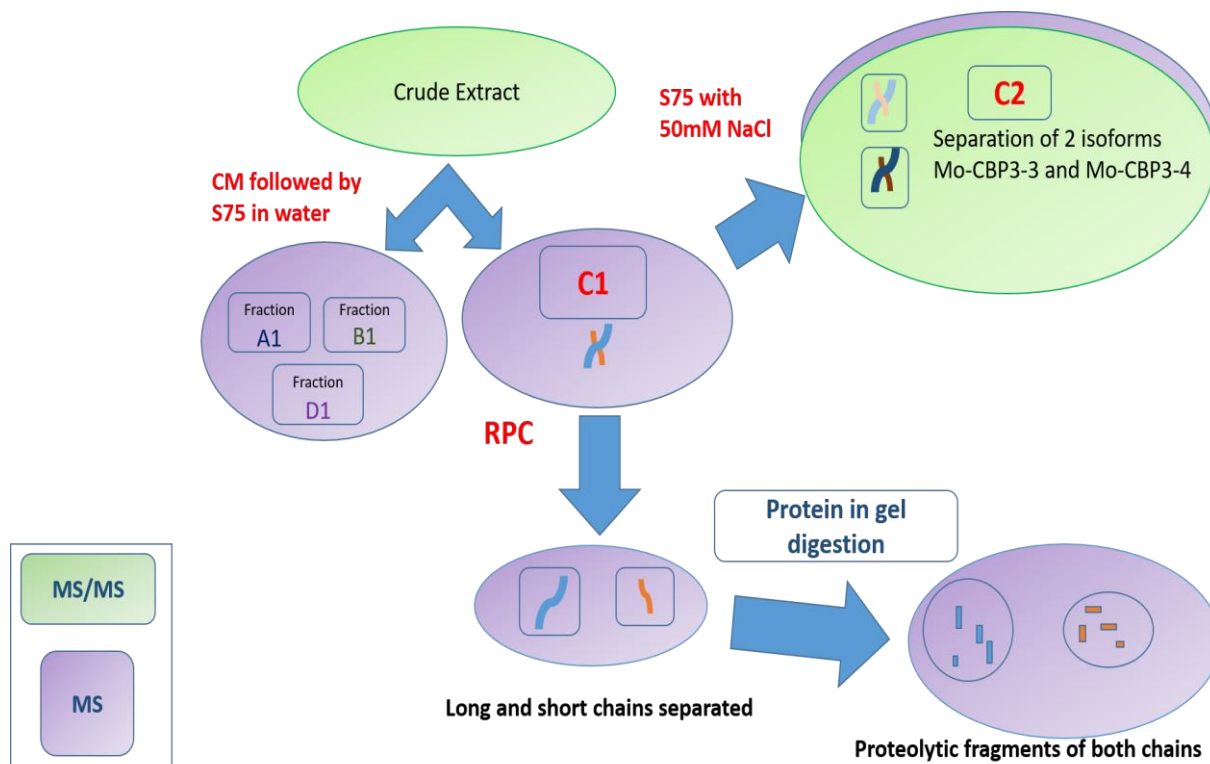 Crude Extract
S75 with
50mM NaCl
C2
Separation of 2 isoforms
Mo-CBP3-3 and Mo-CBP3-4
CM followed by
S75 in water
Fraction
A1
Fraction
B1
Fraction
D1
C1
RPC
Protein in gel
digestion
MS/MS
MS
Long and short chains separated
Proteolytic fragments of both chains